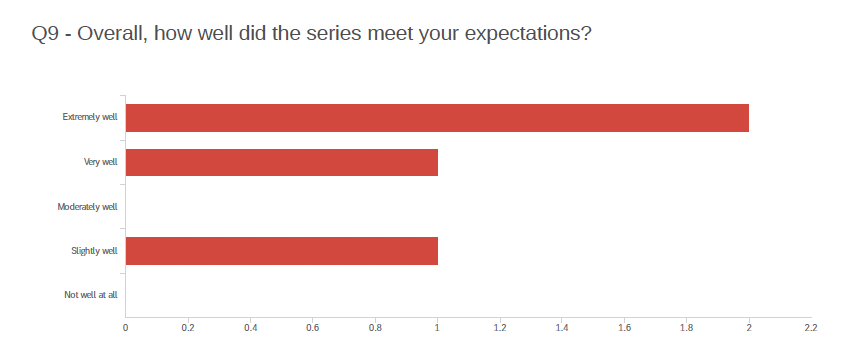 Q9 - Overall, how well did the series meet your expectations?
Extremely well
Very well
Moderately well
Slightly well
Not well at all
0 0.2 0.4 0.6 0.8 1 1.2 1.4 1.6 1.8 2 2.2